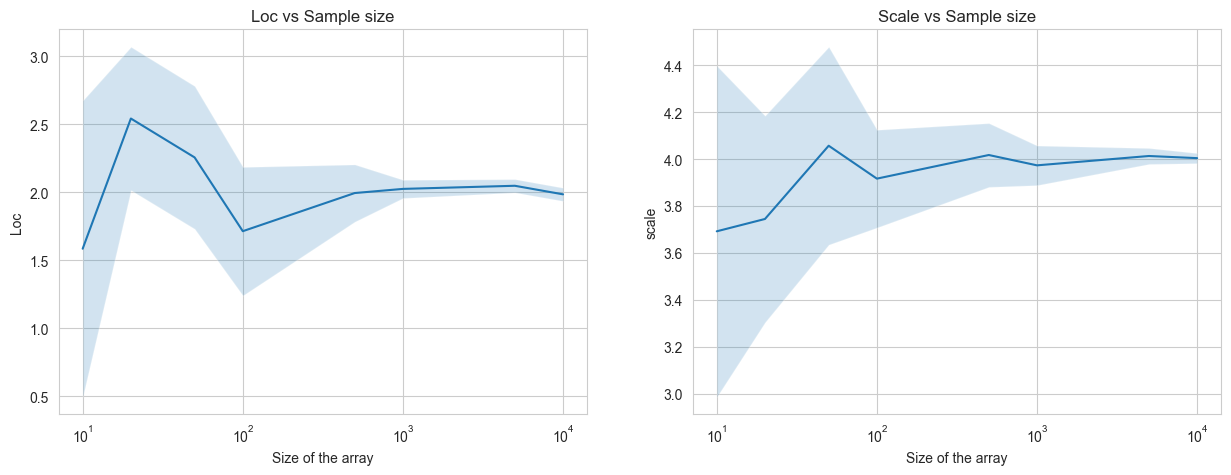 Loc vs Sample size
3.0
2.5
2.0
1.5
1.0
0.5
Loc
10¹ 10² 10³ 10⁴
Size of the array
Scale vs Sample size
4.4
4.2
4.0
3.8
3.6
3.4
3.2
3.0
scale
10¹ 10² 10³ 10⁴
Size of the array